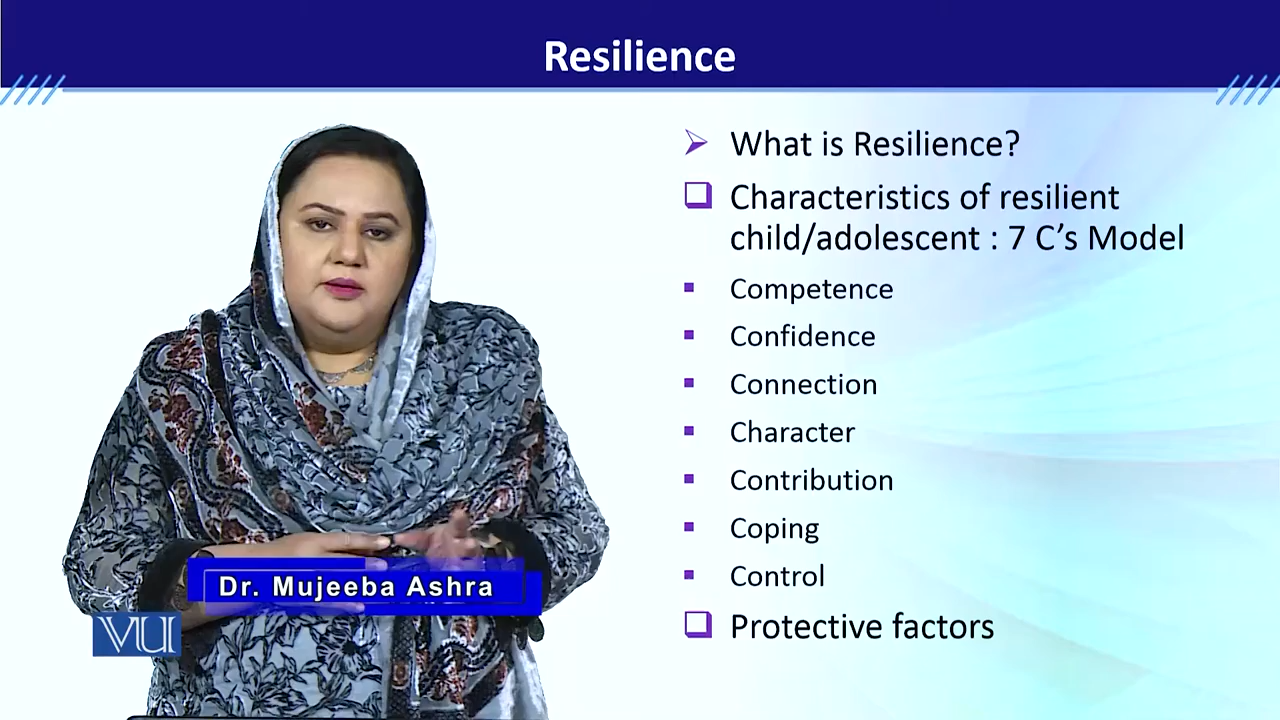 Resilience
What is Resilience?
Characteristics of resilient
child/adolescent : 7 C’s Model
Competence
Confidence
Connection
Character
Contribution
Coping
Control
Protective factors
Dr. Mujeeba Ashra
VU